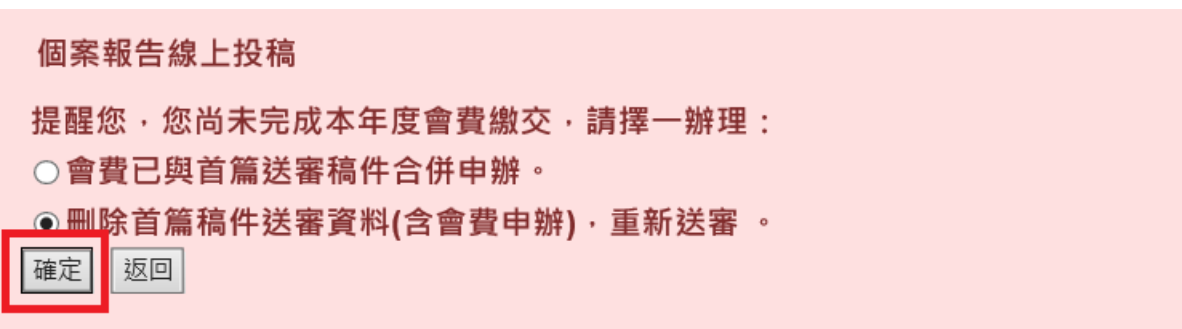 個案報告線上投稿
提醒您，您尚未完成本年度會費繳交，請擇一辦理：
會費已與首篇送審稿件合併申辦。
刪除首篇稿件送審資料(含會費申辦)，重新送審 。
確定 返回